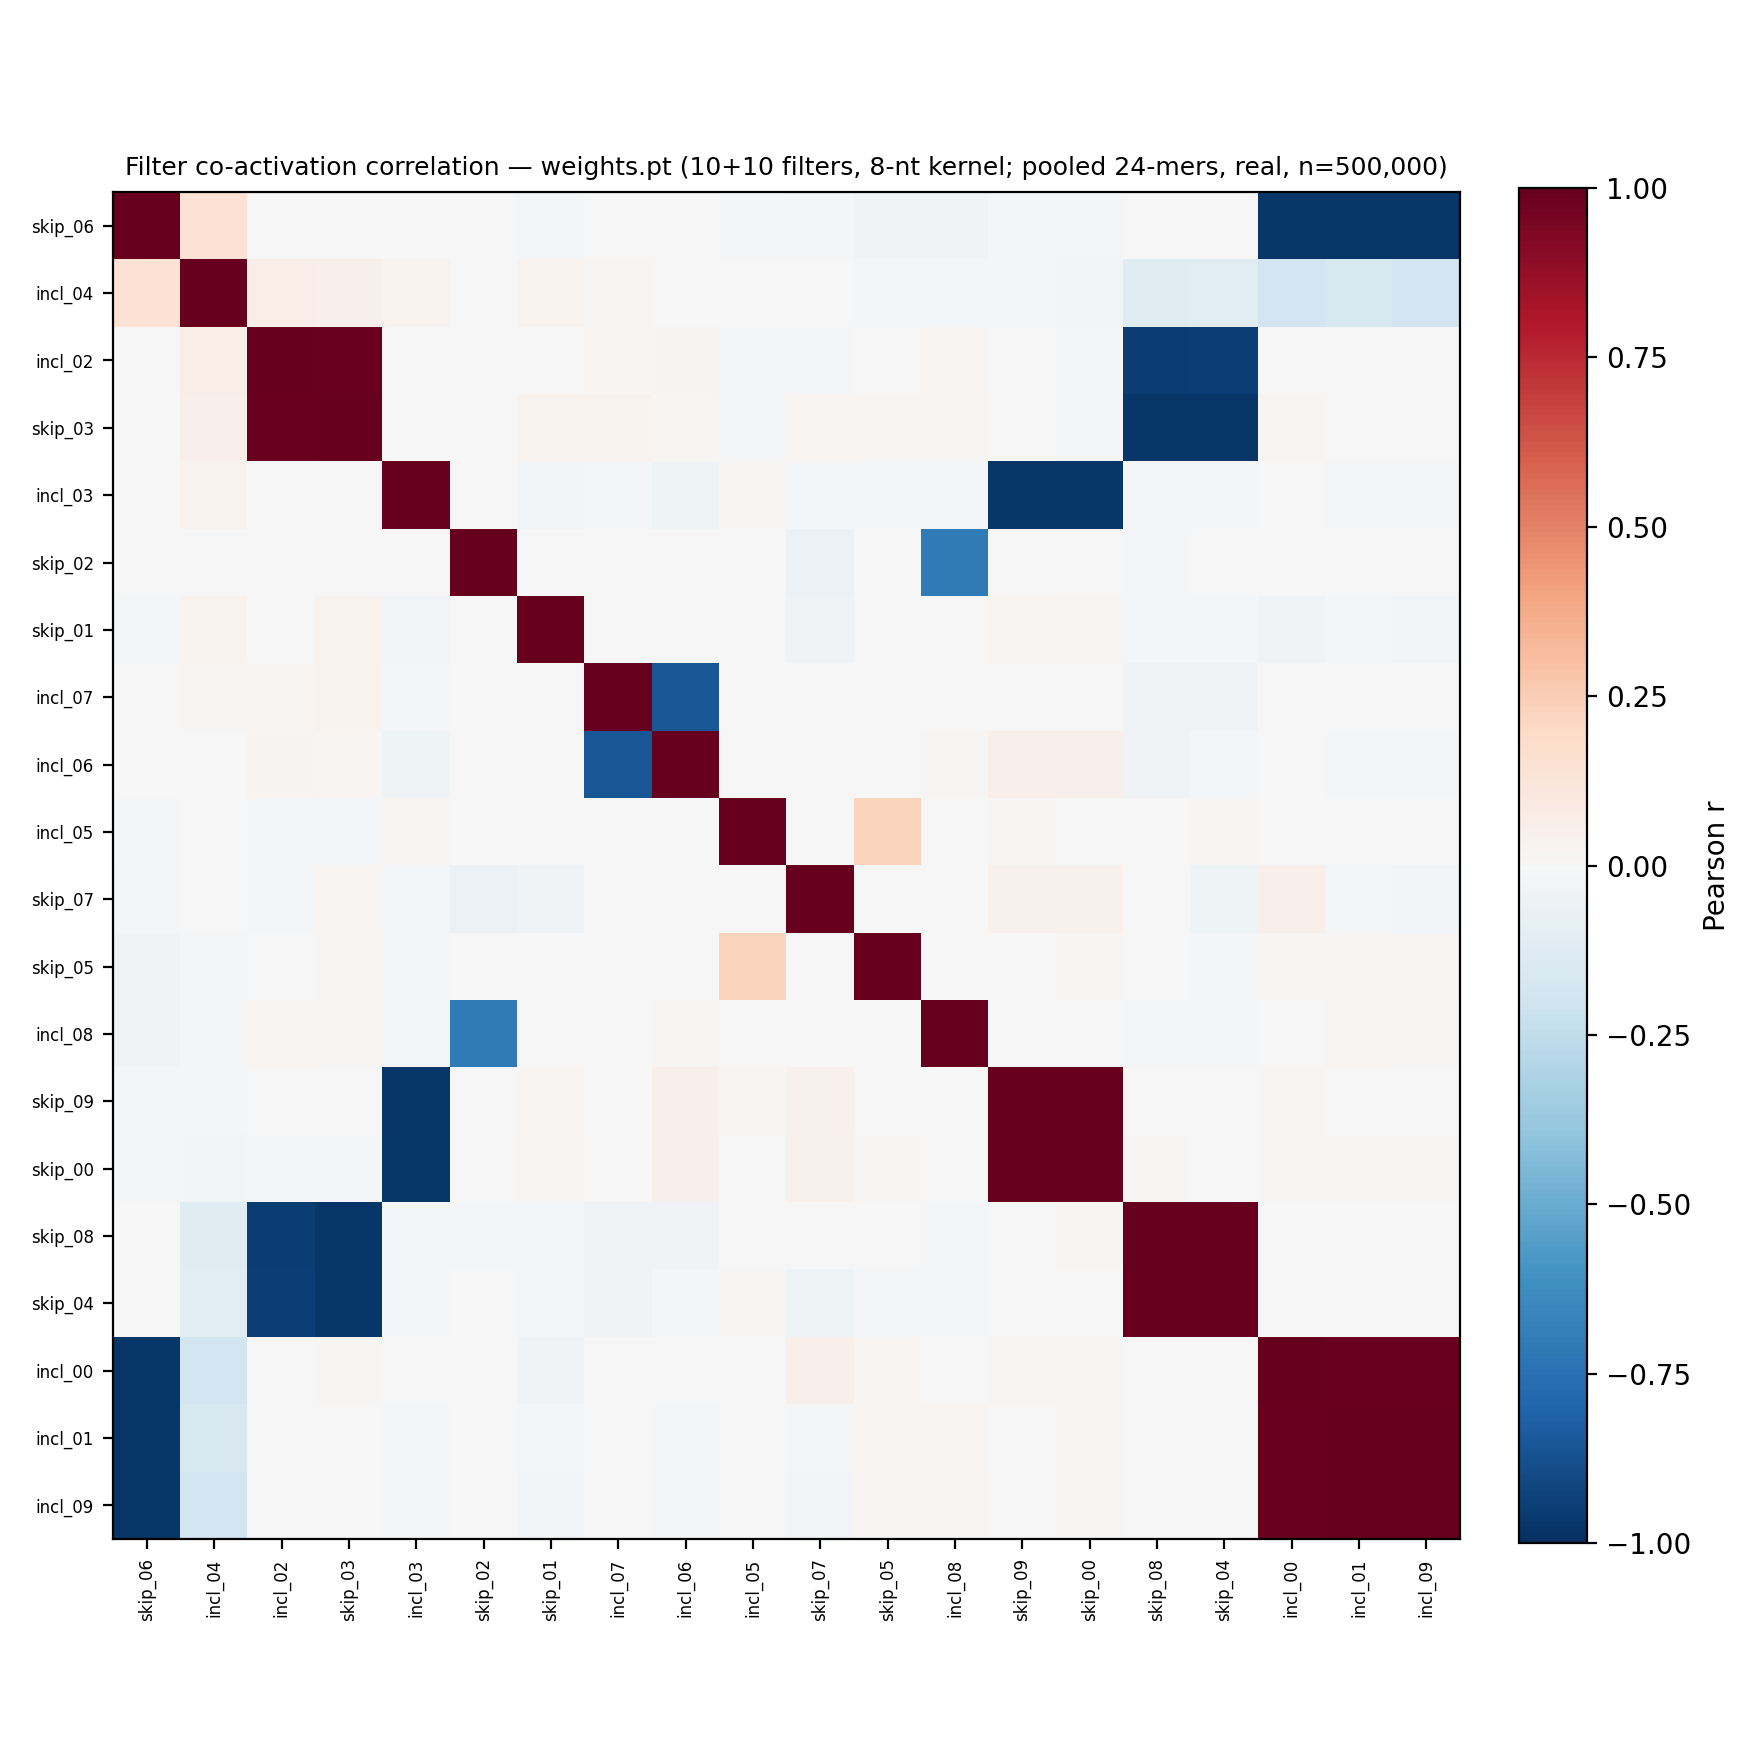 Filter co-activation correlation — weights.pt (10+10 filters, 8-nt kernel; pooled 24-mers, real, n=500,000)
skip_06
incl_04
incl_02
skip_03
incl_03
skip_02
skip_01
incl_07
incl_06
incl_05
skip_07
skip_05
incl_08
skip_09
skip_00
skip_08
skip_04
incl_00
incl_01
incl_09
skip_06
incl_04
incl_02
skip_03
incl_03
skip_02
skip_01
incl_07
incl_06
incl_05
skip_07
skip_05
incl_08
skip_09
skip_00
skip_08
skip_04
incl_00
incl_01
incl_09
1.00
0.75
0.50
0.25
0.00
−0.25
−0.50
−0.75
−1.00
Pearson r